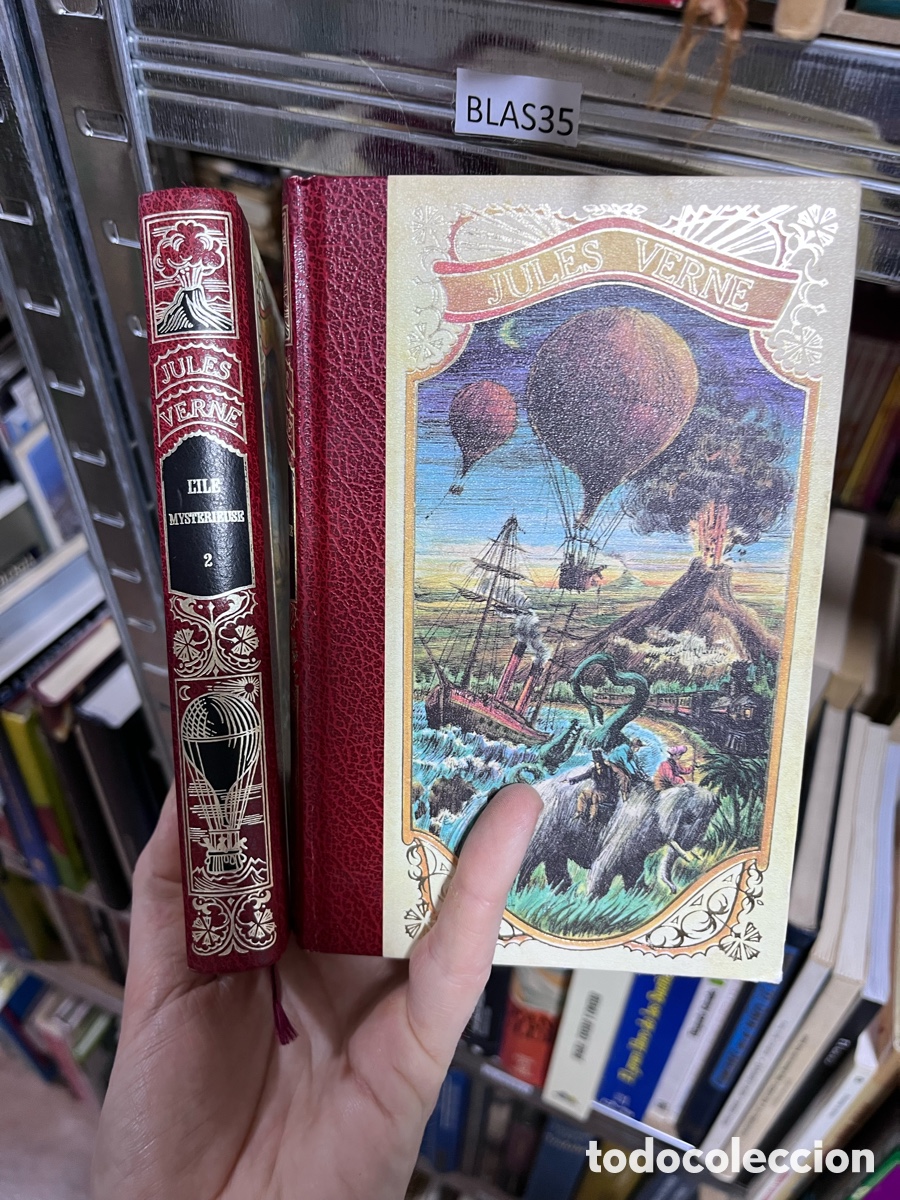 BLAS35
JULES
VERNE
L'ILE
MYSTERIEUSE
2
JULES VERNE
todocoleccion